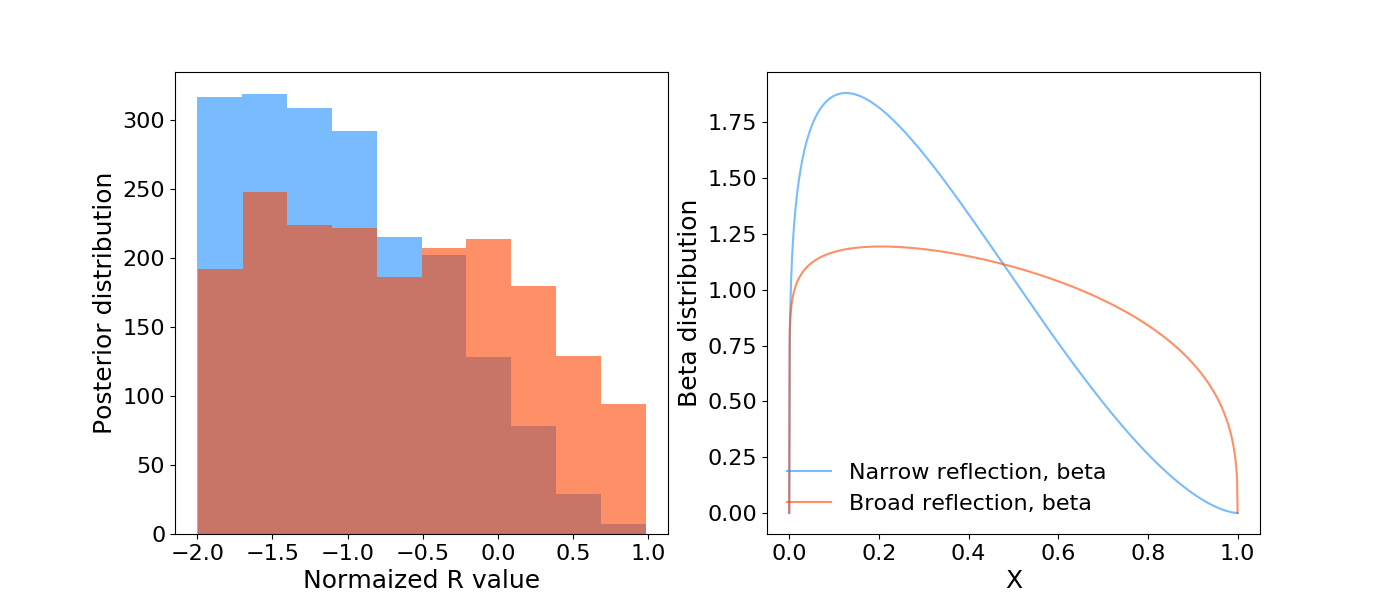 300
250
200
150
100
50
0
Posterior distribution
−2.0 −1.5 −1.0 −0.5 0.0 0.5 1.0
Normaized R value
1.75
1.50
1.25
1.00
0.75
0.50
0.25
0.00
Beta distribution
Narrow reflection, beta
Broad reflection, beta
0.0 0.2 0.4 0.6 0.8 1.0
X